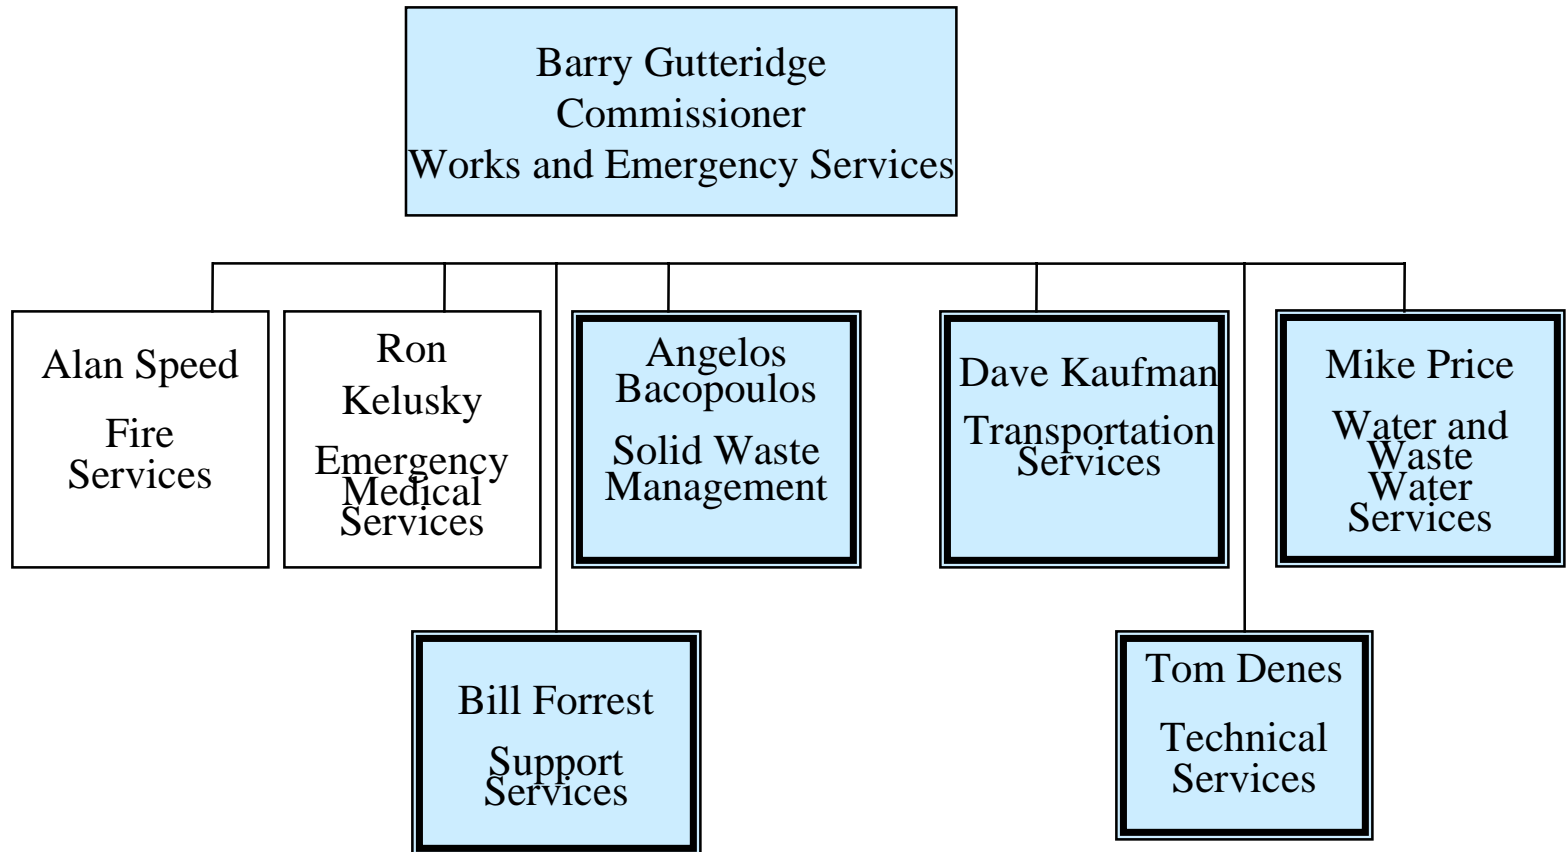 Barry Gutteridge
Commissioner
Works and Emergency Services
Alan Speed
Fire
Services
Ron
Kelusky
Emergency
Medical
Services
Angelos
Bacopoulos
Solid Waste
Management
Dave Kaufman
Transportation
Services
Mike Price
Water and
Waste
Water
Services
Bill Forrest
Support
Services
Tom Denes
Technical
Services